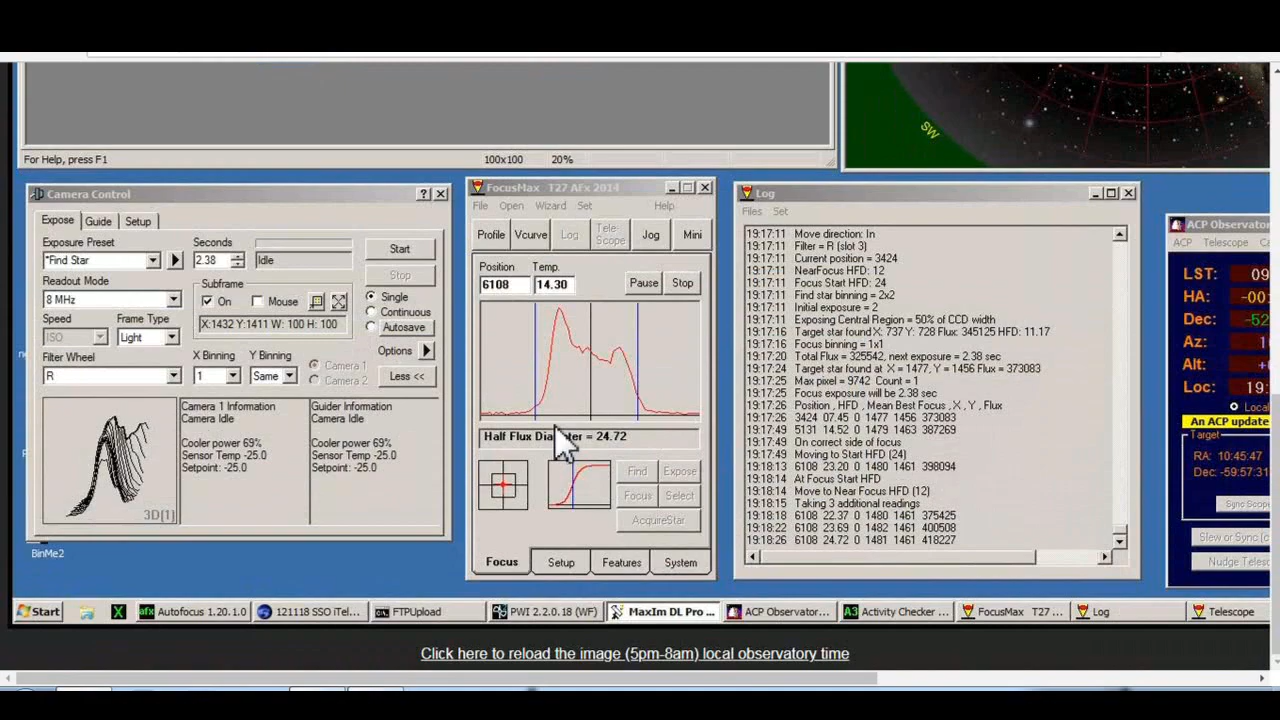 SW
For Help, press F1
100x100
20%
Camera Control
Expose
Guide
Setup
Exposure Preset
*Find Star
Seconds
2.38
Idle
Start
Stop
Readout Mode
8 MHz
Subframe
On
Mouse
X:1432 Y:1411 W: 100 H: 100
Single
Continuous
Autosave
Speed
ISO
Frame Type
Light
Options
Filter Wheel
R
X Binning
1
Y Binning
Same
Camera 1
Camera 2
Less <<
3D(1)
Camera 1 Information
Camera Idle
Cooler power 69%
Sensor Temp -25.0
Setpoint: -25.0
Guider Information
Camera Idle
Cooler power 69%
Sensor Temp -25.0
Setpoint: -25.0
BinMe2
FocusMax T27 AFx 2014
File Open Wizard Set Help
Profile
Vcurve
Log
Tele-
Scope
Jog
Mini
Position
6108
Temp.
14.30
Pause
Stop
Half Flux Dia ter = 24.72
Find
Expose
Focus
Select
AcquireStar
Focus
Setup
Features
System
Log
Files Set
19:17:11 Move direction: In
19:17:11 Filter = R (slot 3)
19:17:11 Current position = 3424
19:17:11 NearFocus HFD: 12
19:17:11 Focus Start HFD: 24
19:17:11 Find star binning = 2x2
19:17:11 Initial exposure = 2
19:17:11 Exposing Central Region = 50% of CCD width
19:17:16 Target star found X: 737 Y: 728 Flux: 345125 HFD: 11.17
19:17:16 Focus binning = 1x1
19:17:20 Total Flux = 325542, next exposure = 2.38 sec
19:17:24 Target star found at X = 1477, Y = 1456 Flux = 373083
19:17:25 Max pixel = 9742 Count = 1
19:17:25 Focus exposure will be 2.38 sec
19:17:26 Position , HFD , Mean Best Focus , X , Y , Flux
19:17:26 3424 07.45 0 1477 1456 373083
19:17:49 5131 14.52 0 1479 1463 387269
19:17:49 On correct side of focus
19:17:49 Moving to Start HFD (24)
19:18:13 6108 23.20 0 1480 1461 398094
19:18:14 At Focus Start HFD
19:18:14 Move to Near Focus HFD (12)
19:18:15 Taking 3 additional readings
19:18:18 6108 22.37 0 1480 1461 375425
19:18:22 6108 23.69 0 1482 1461 400508
19:18:26 6108 24.72 0 1481 1461 418227
ACP Observator
ACP Telescope
LST: 09
HA: -00
Dec: -52
Az: 1
Alt: +
Loc: 19:
Local
An ACP update
Target
RA: 10:45:47
Dec: -59:57:31
Sync Scope
Slew or Sync (c
Nudge Telesc
Start
Autofocus 1.20.1.0
121118 SSO iTel...
FTPUpload
PWI 2.2.0.18 (WF)
MaxIm DL Pro ...
ACP Observator...
Activity Checker ...
FocusMax T27 ...
Log
Telescope
Click here to reload the image (5pm-8am) local observatory time